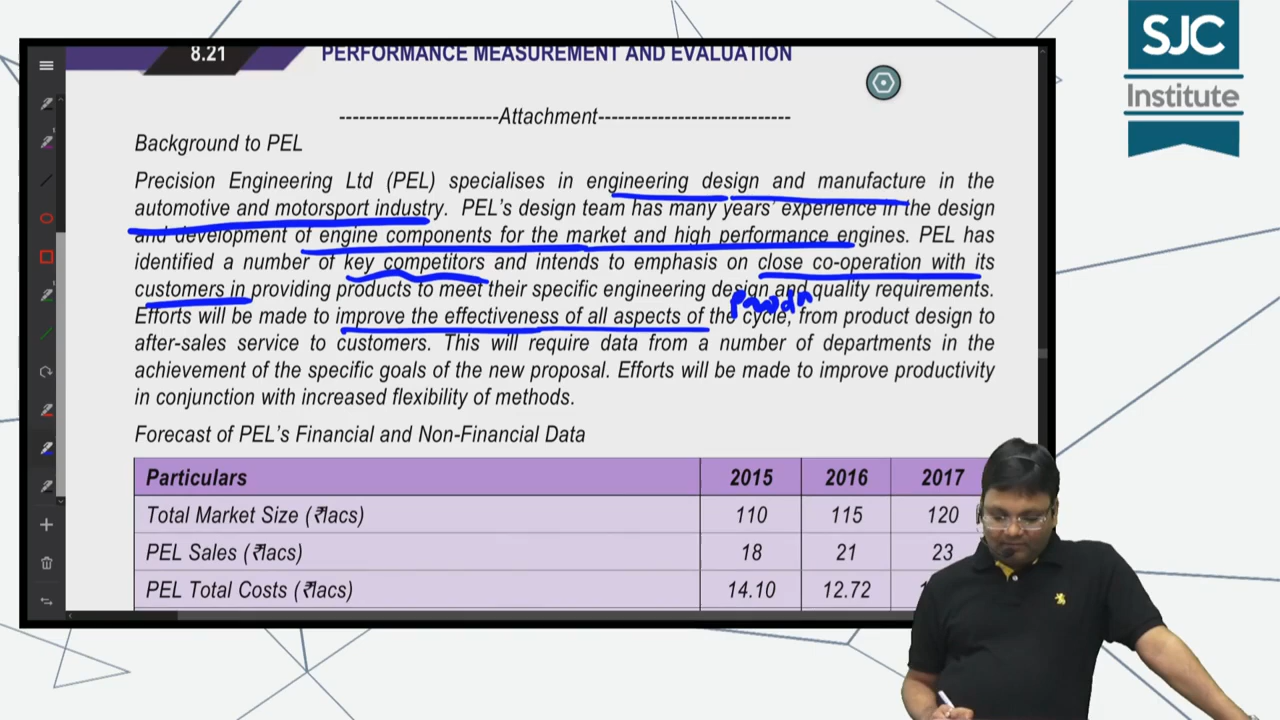 8.21 PERFORMANCE MEASUREMENT AND EVALUATION
SJC
Institute
------------------------Attachment-----------------------------
Background to PEL
Precision Engineering Ltd (PEL) specialises in engineering design and manufacture in the
automotive and motorsport industry. PEL's design team has many years' experience in the design
and development of engine components for the market and high performance engines. PEL has
identified a number of key competitors and intends to emphasis on close co-operation with its
customers in providing products to meet their specific engineering design and quality requirements.
Efforts will be made to improve the effectiveness of all aspects of the cycle, from product design to
after-sales service to customers. This will require data from a number of departments in the
achievement of the specific goals of the new proposal. Efforts will be made to improve productivity
in conjunction with increased flexibility of methods.
Forecast of PEL's Financial and Non-Financial Data
Particulars 2015 2016 2017
Total Market Size (₹lacs) 110 115 120
PEL Sales (₹lacs) 18 21 23
PEL Total Costs (₹lacs) 14.10 12.72